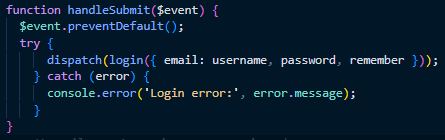 function handleSubmit($event) {
  $event.preventDefault();
  try {
      dispatch(login({ email: username, password, remember }));
    } catch (error) {
      console.error('Login error:', error.message);
    }
}